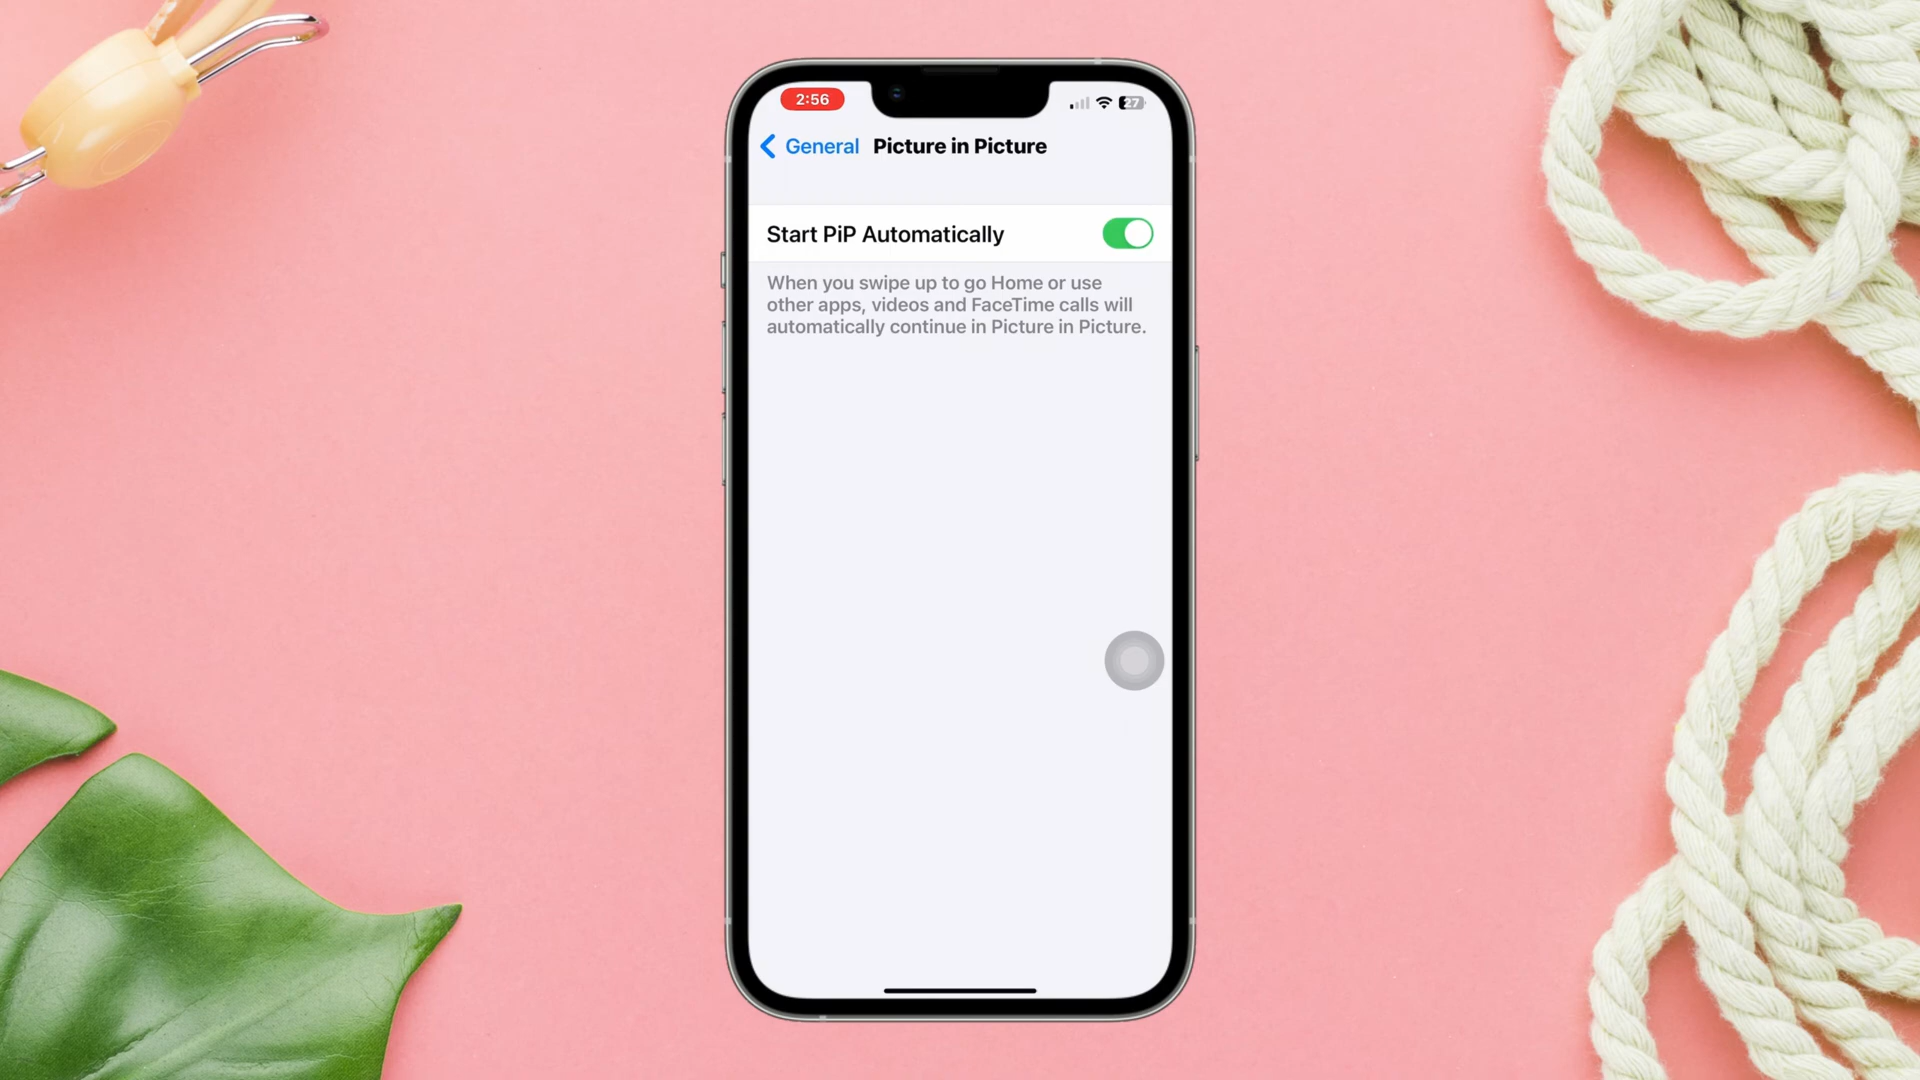 2:56
27
General Picture in Picture
Start PiP Automatically
When you swipe up to go Home or use
other apps, videos and FaceTime calls will
automatically continue in Picture in Picture.